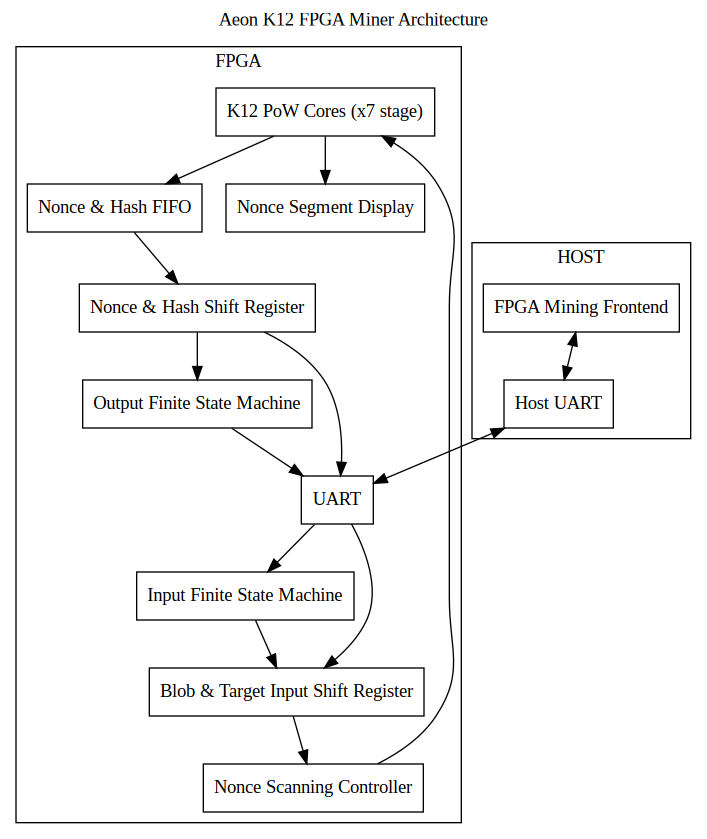 Aeon K12 FPGA Miner Architecture
FPGA
K12 PoW Cores (x7 stage)
Nonce & Hash FIFO
Nonce Segment Display
HOST
Nonce & Hash Shift Register
FPGA Mining Frontend
Output Finite State Machine
Host UART
UART
Input Finite State Machine
Blob & Target Input Shift Register
Nonce Scanning Controller